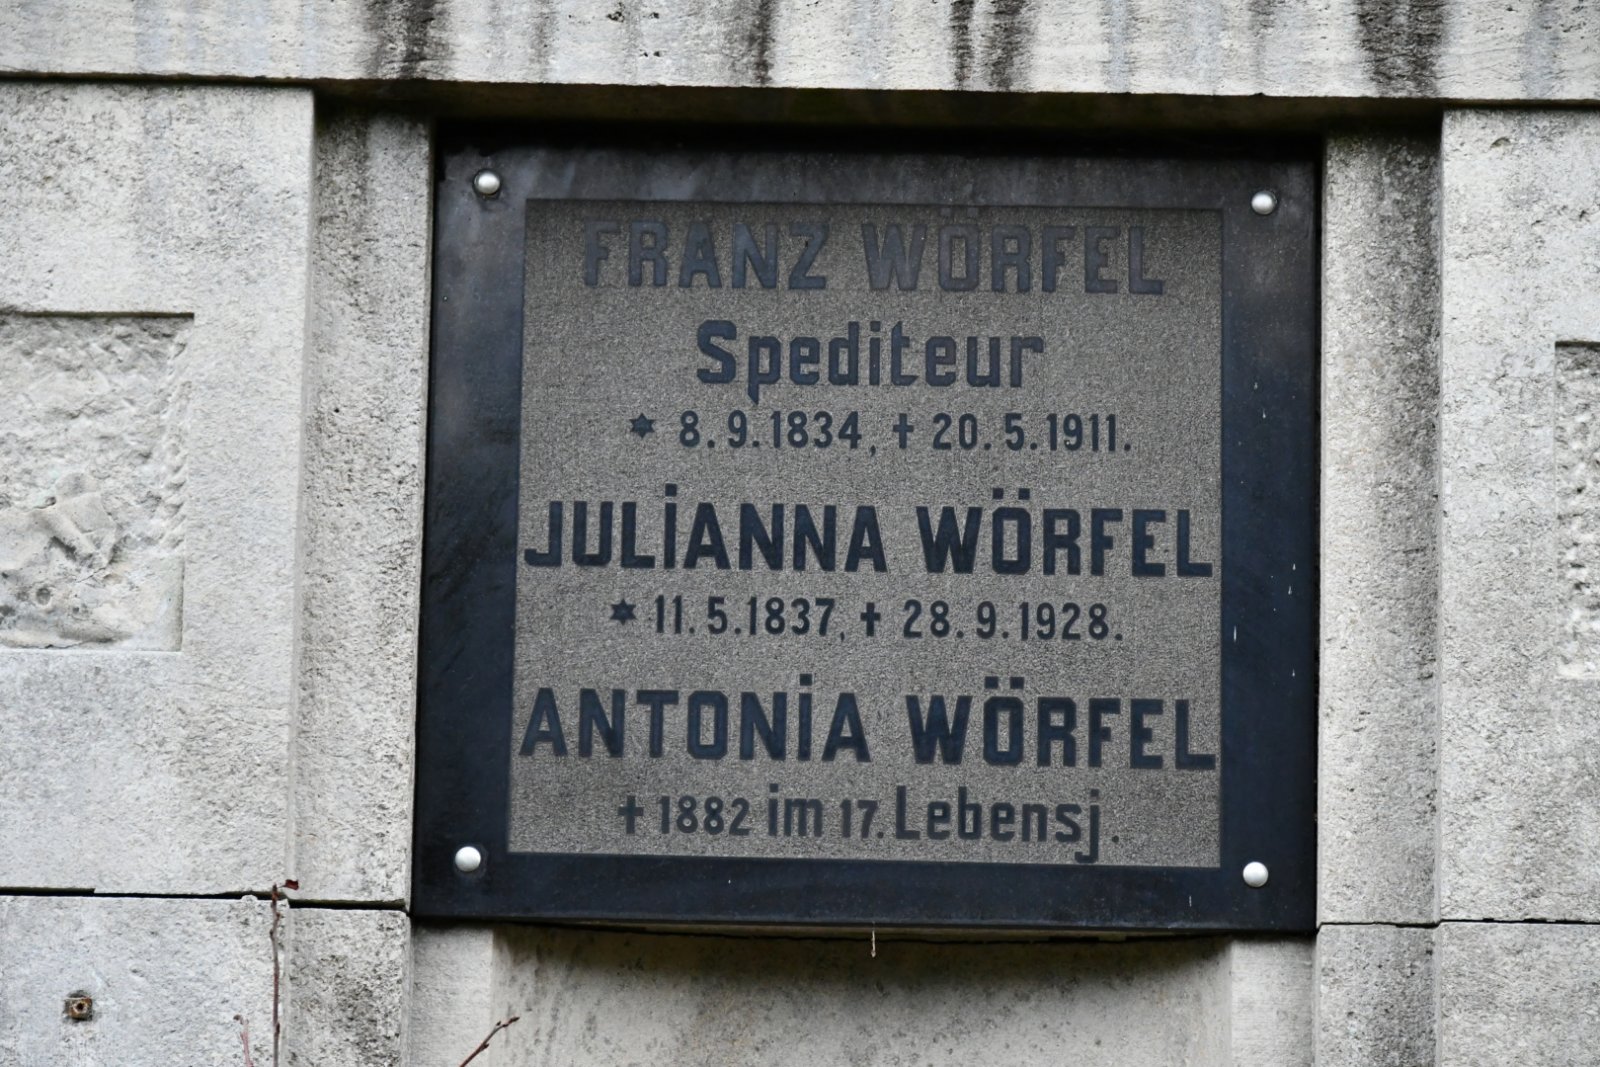 FRANZ WÖRFEL
Spediteur
* 8.9.1834, † 20.5.1911.
JULIANNA WÖRFEL
* 11.5.1837, † 28.9.1928.
ANTONIA WÖRFEL
† 1882 im 17. Lebensj.